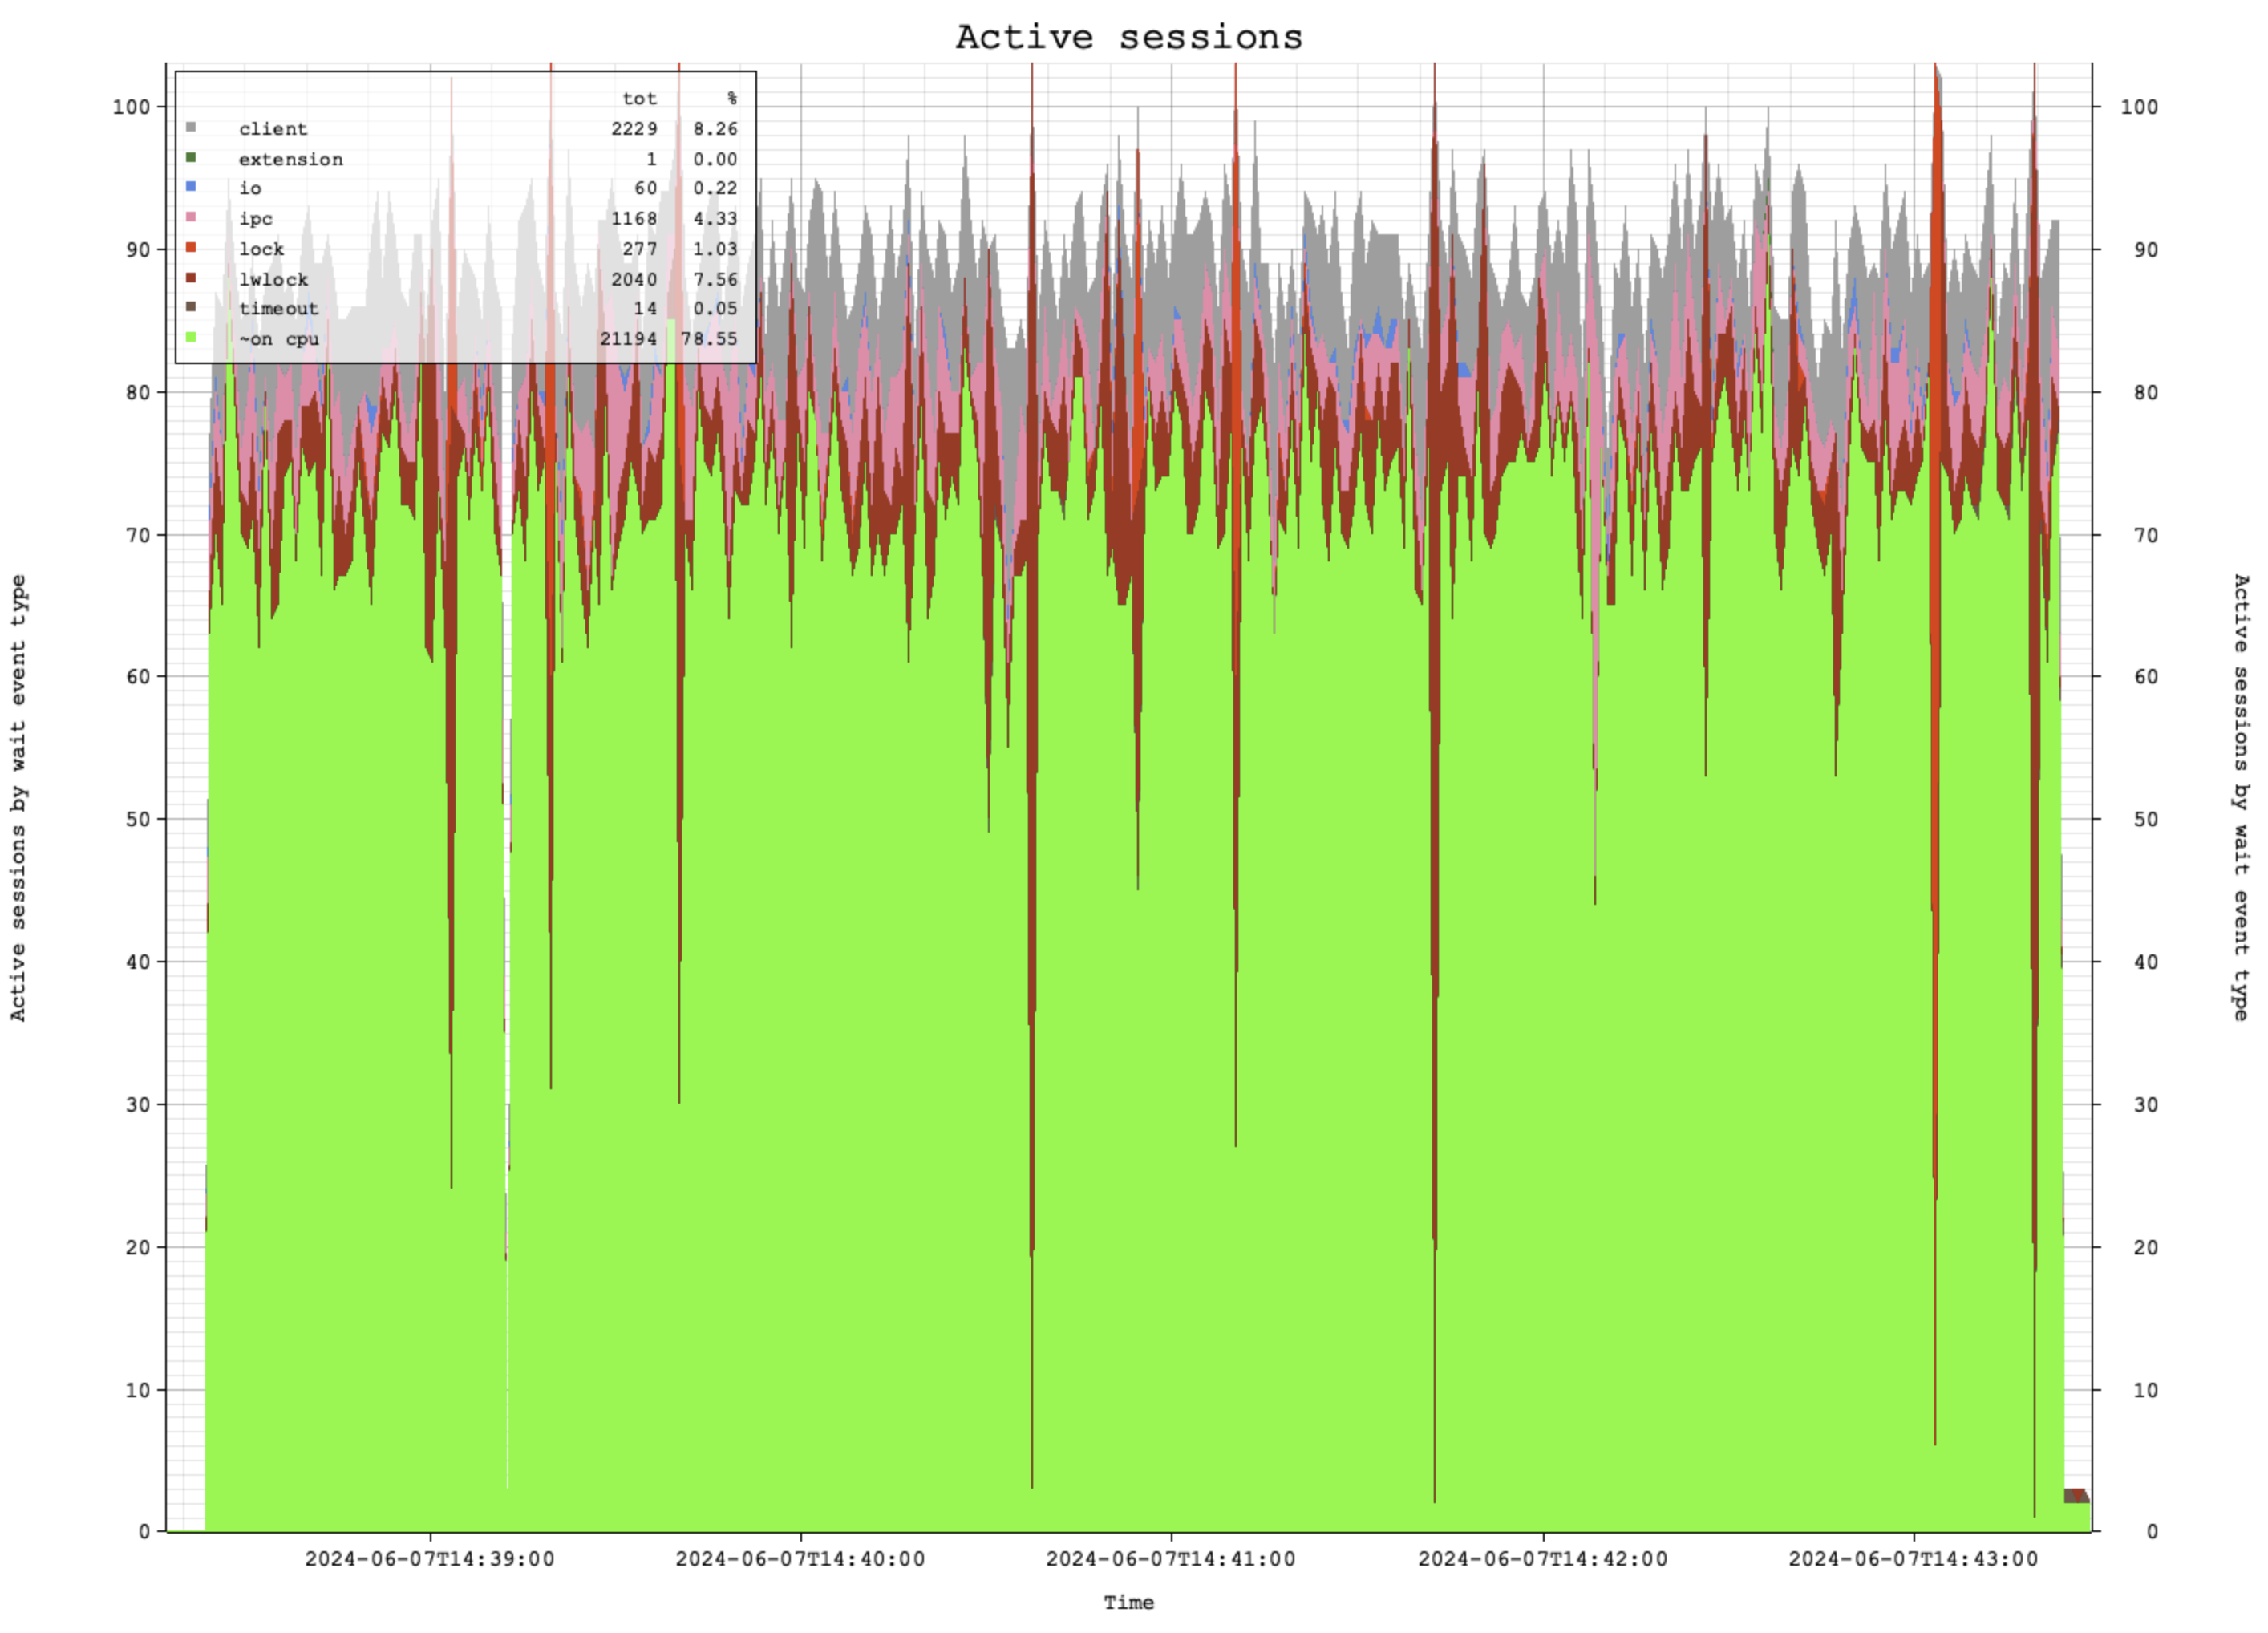 Active sessions
tot %
client 2229 8.26
extension 1 0.00
io 60 0.22
ipc 1168 4.33
lock 277 1.03
lwlock 2040 7.56
timeout 14 0.05
~on cpu 21194 78.55
Active sessions by wait event type
100
90
80
70
60
50
40
30
20
10
0
100
90
80
70
60
50
40
30
20
10
0
Active sessions by wait event type
2024-06-07T14:39:00
2024-06-07T14:40:00
2024-06-07T14:41:00
2024-06-07T14:42:00
2024-06-07T14:43:00
Time